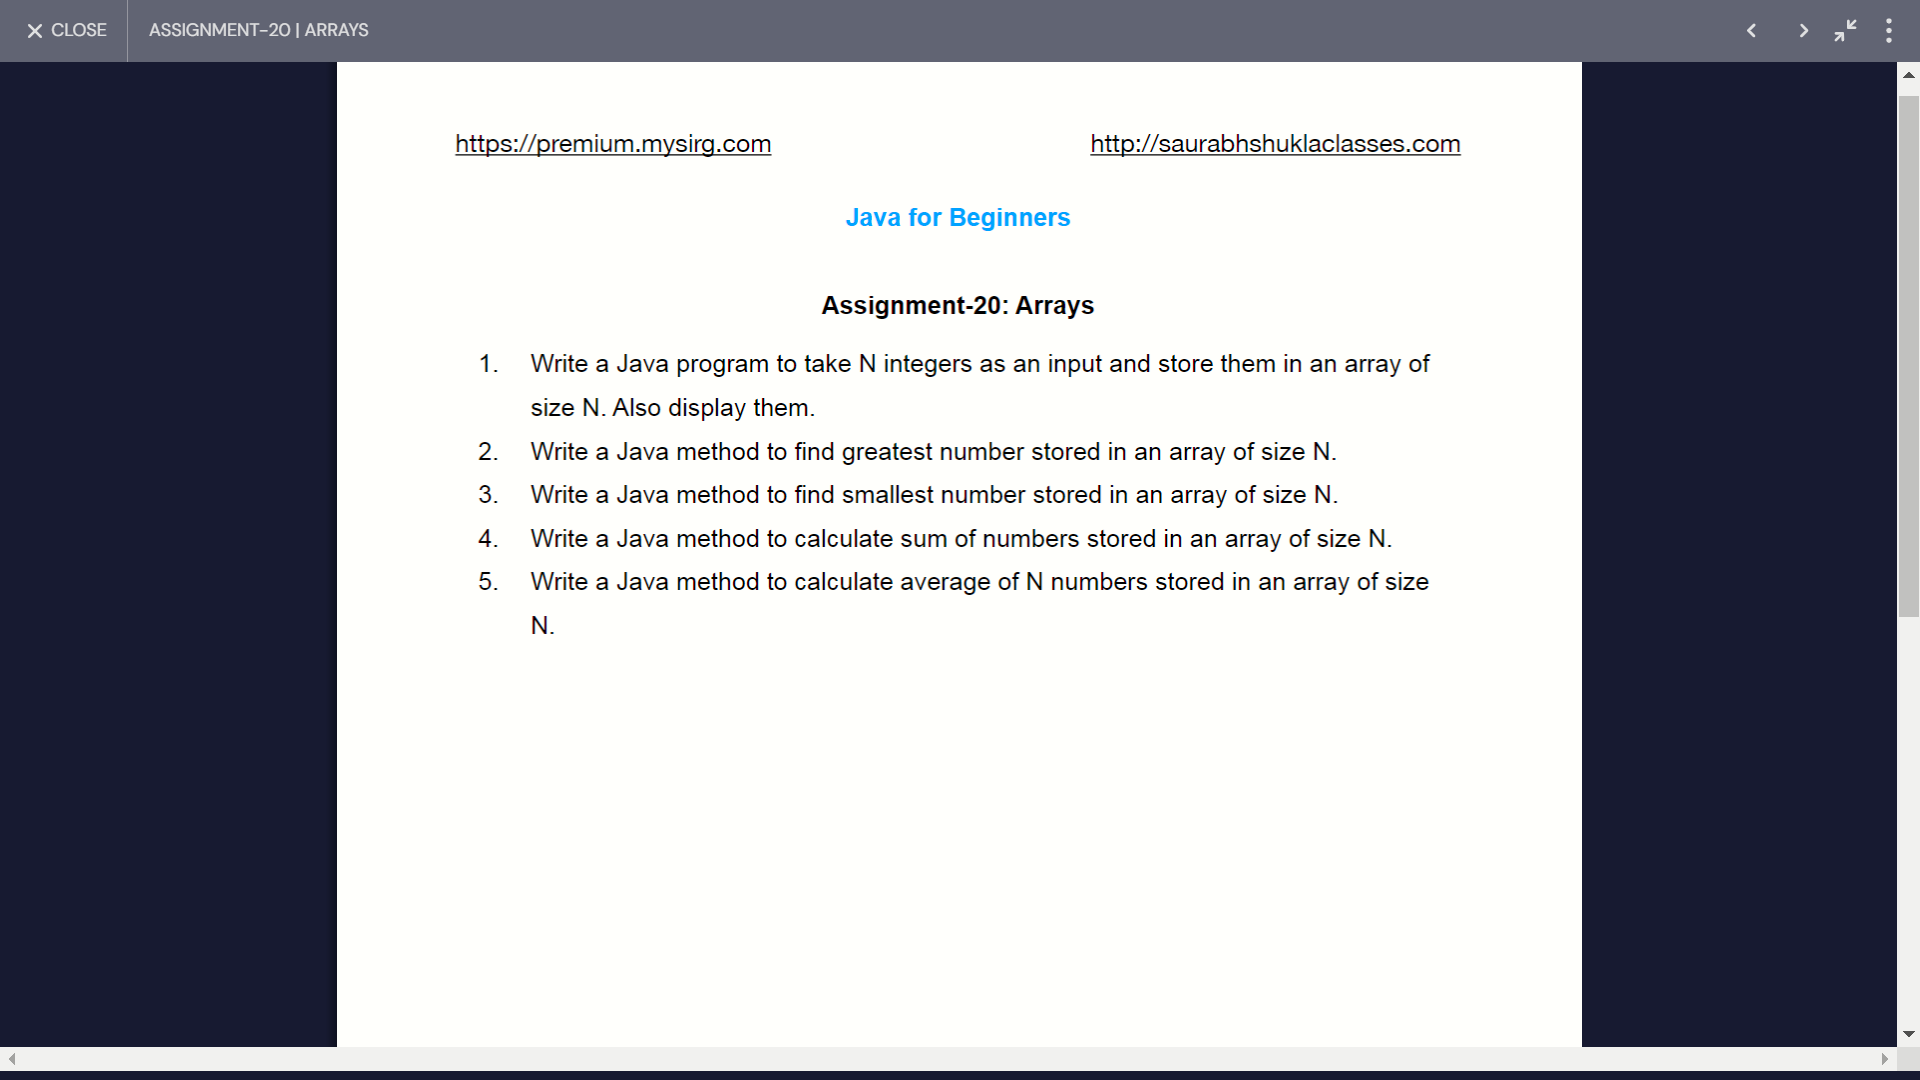 CLOSE
ASSIGNMENT-20 | ARRAYS
https://premium.mysirg.com
http://saurabhshuklaclasses.com
Java for Beginners
Assignment-20: Arrays
1. Write a Java program to take N integers as an input and store them in an array of
size N. Also display them.
2. Write a Java method to find greatest number stored in an array of size N.
3. Write a Java method to find smallest number stored in an array of size N.
4. Write a Java method to calculate sum of numbers stored in an array of size N.
5. Write a Java method to calculate average of N numbers stored in an array of size
N.